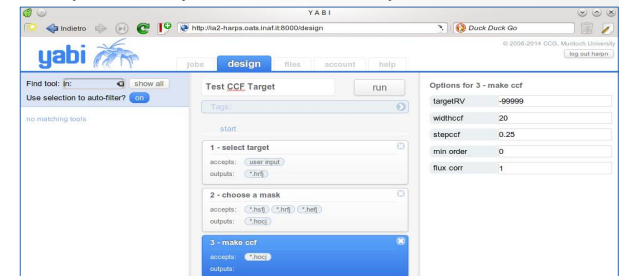 YABI
Indietro
http://ia2-harps.oats.inaf.it:8000/design
Duck Duck Go
© 2006-2014 CCG, Murdoch University
yabi
jobs design files account help
log out harpn
Find tool: in: show all
Use selection to auto-filter? on
no matching tools
Test CCF Target run
Tags:
start
1 - select target
accepts: user input
outputs: *.hrfj
2 - choose a mask
accepts: *.hsfj *.hrfj *.hefj
outputs: *.hocj
3 - make ccf
accepts: *.hocj
outputs:
Options for 3 - make ccf
targetRV -99999
widthccf 20
stepccf 0.25
min order 0
flux corr 1